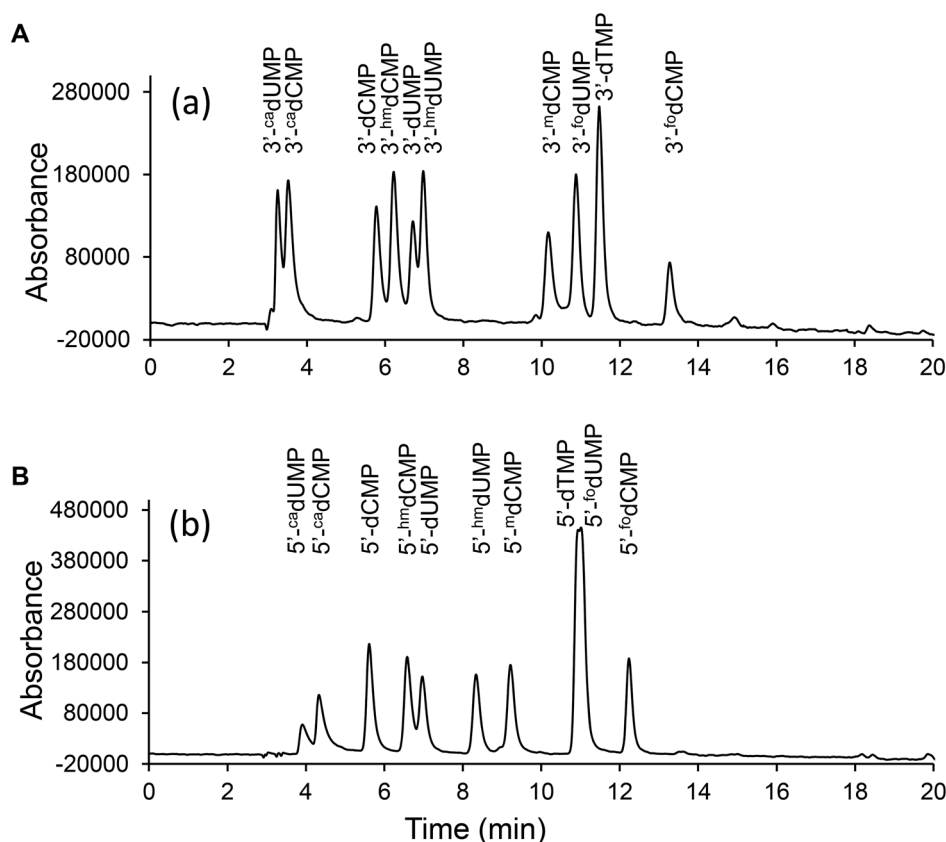 A
(a)
3'-ᶜᵃdUMP
3'-ᶜᵃdCMP
3'-dCMP
3'-ʰᵐdCMP
3'-dUMP
3'-ʰᵐdUMP
3'-ᵐdCMP
3'-ᶠᵒdUMP
3'-dTMP
3'-ᶠᵒdCMP
Absorbance
280000
180000
80000
-20000
0 2 4 6 8 10 12 14 16 18 20
B
(b)
5'-ᶜᵃdUMP
5'-ᶜᵃdCMP
5'-dCMP
5'-ʰᵐdCMP
5'-dUMP
5'-ʰᵐdUMP
5'-ᵐdCMP
5'-dTMP
5'-ᶠᵒdUMP
5'-ᶠᵒdCMP
Absorbance
480000
380000
280000
180000
80000
-20000
0 2 4 6 8 10 12 14 16 18 20
Time (min)